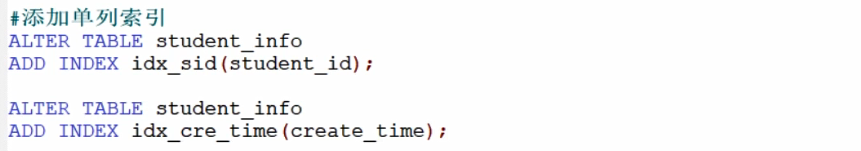 #添加单列索引
ALTER TABLE student_info
ADD INDEX idx_sid(student_id);
ALTER TABLE student_info
ADD INDEX idx_cre_time(create_time);